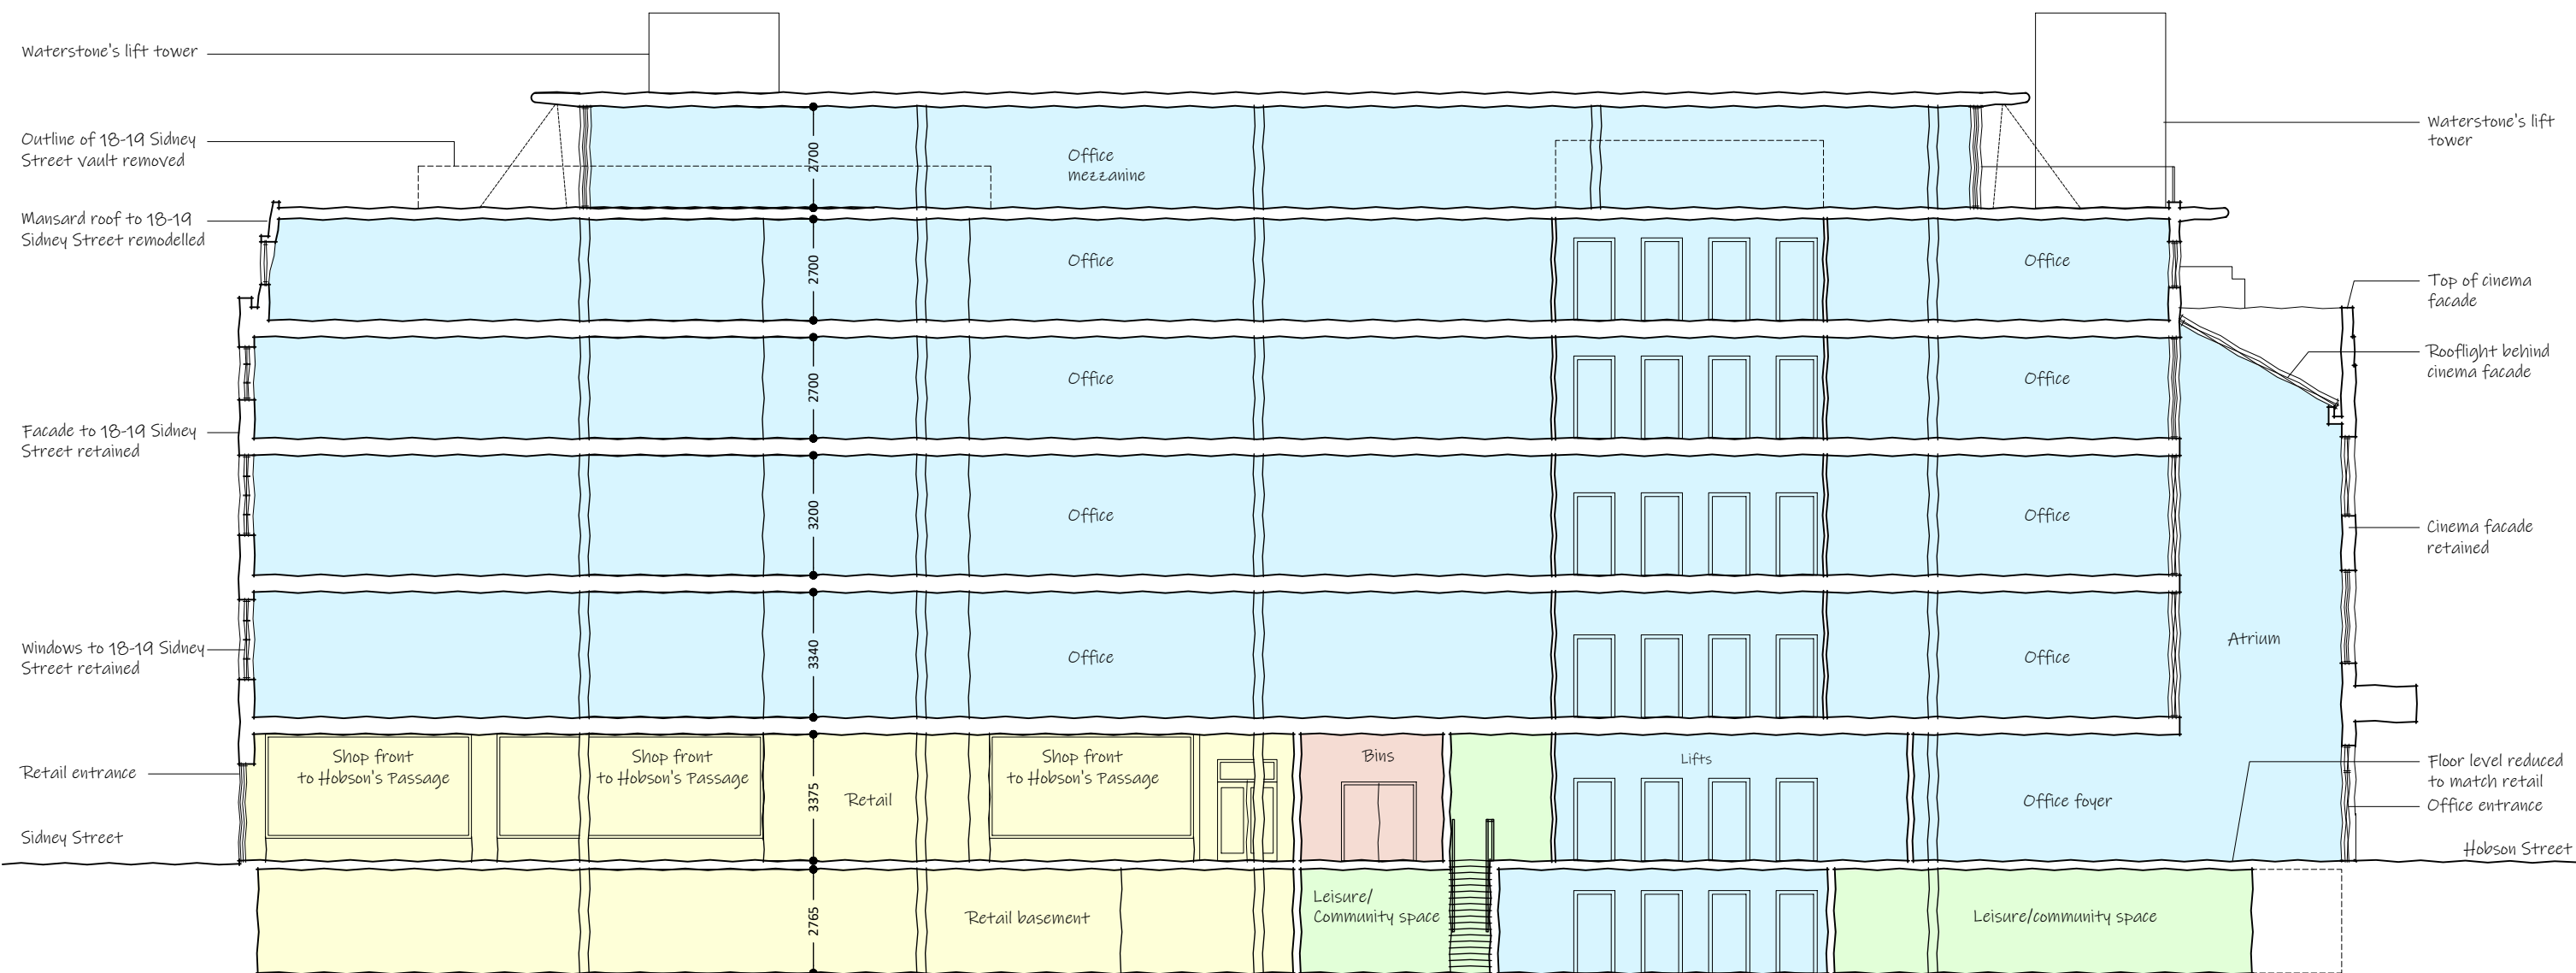 Waterstone's lift tower
Outline of 18-19 Sidney
Street vault removed
Mansard roof to 18-19
Sidney Street remodelled
Facade to 18-19 Sidney
Street retained
Windows to 18-19 Sidney
Street retained
Retail entrance
Sidney Street
2700
Office
mezzanine
2700
Office
Office
2700
Office
Office
3200
Office
Office
3340
Office
Office
Atrium
Shop front
to Hobson's Passage
Shop front
to Hobson's Passage
3375
Retail
Shop front
to Hobson's Passage
Bins
Lifts
Office foyer
2765
Retail basement
Leisure/
Community space
Leisure/community space
Waterstone's lift
tower
Top of cinema
facade
Rooflight behind
cinema facade
Cinema facade
retained
Floor level reduced
to match retail
Office entrance
Hobson Street